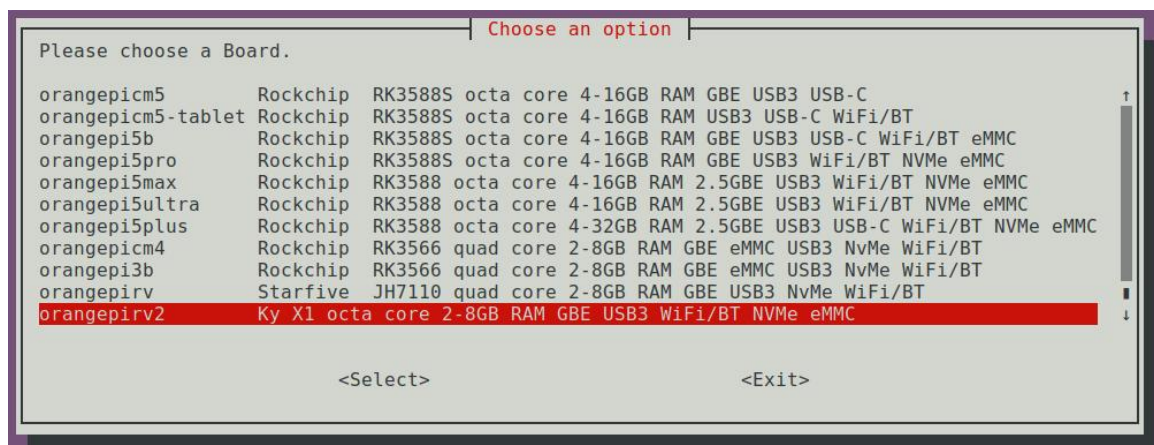 Choose an option
Please choose a Board.
orangepicm5 Rockchip RK3588S octa core 4-16GB RAM GBE USB3 USB-C
orangepicm5-tablet Rockchip RK3588S octa core 4-16GB RAM USB3 USB-C WiFi/BT
orangepi5b Rockchip RK3588S octa core 4-16GB RAM GBE USB3 USB-C WiFi/BT eMMC
orangepi5pro Rockchip RK3588S octa core 4-16GB RAM GBE USB3 WiFi/BT NVMe eMMC
orangepi5max Rockchip RK3588 octa core 4-16GB RAM 2.5GBE USB3 WiFi/BT NVMe eMMC
orangepi5ultra Rockchip RK3588 octa core 4-16GB RAM 2.5GBE USB3 WiFi/BT NVMe eMMC
orangepi5plus Rockchip RK3588 octa core 4-32GB RAM 2.5GBE USB3 USB-C WiFi/BT NVMe eMMC
orangepicm4 Rockchip RK3566 quad core 2-8GB RAM GBE eMMC USB3 NvMe WiFi/BT
orangepi3b Rockchip RK3566 quad core 2-8GB RAM GBE eMMC USB3 NvMe WiFi/BT
orangepirv Starfive JH7110 quad core 2-8GB RAM GBE USB3 NvMe WiFi/BT
orangepirv2 Ky X1 octa core 2-8GB RAM GBE USB3 WiFi/BT NVMe eMMC
<Select> <Exit>